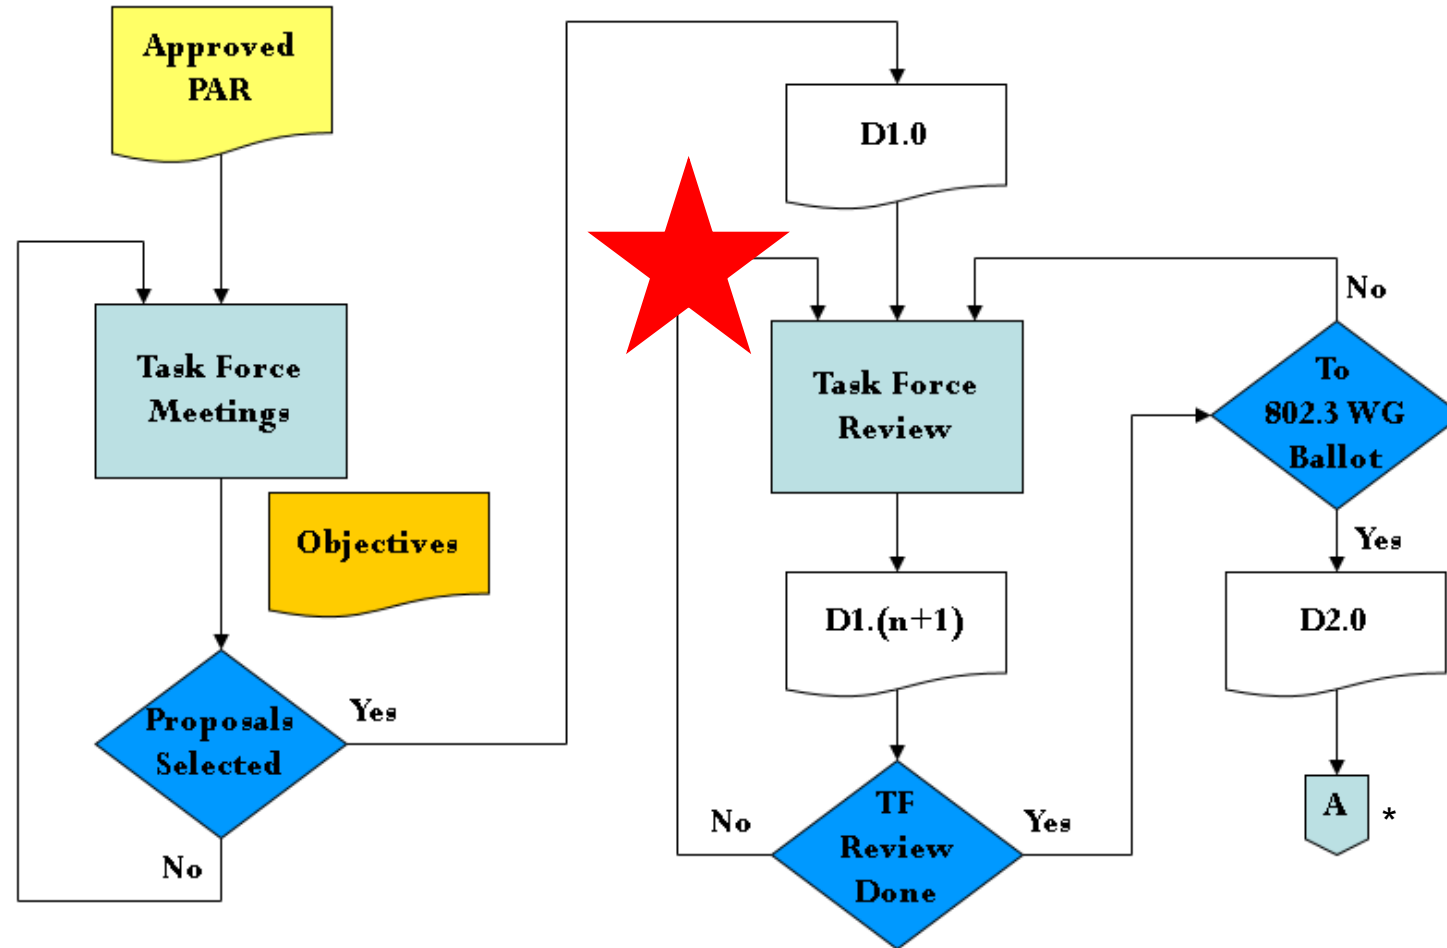 Approved
PAR
Task Force
Meetings
Objectives
Proposals
Selected
Yes
No
D1.0
Task Force
Review
D1.(n+1)
TF
Review
Done
No
Yes
To
802.3 WG
Ballot
No
Yes
D2.0
A *